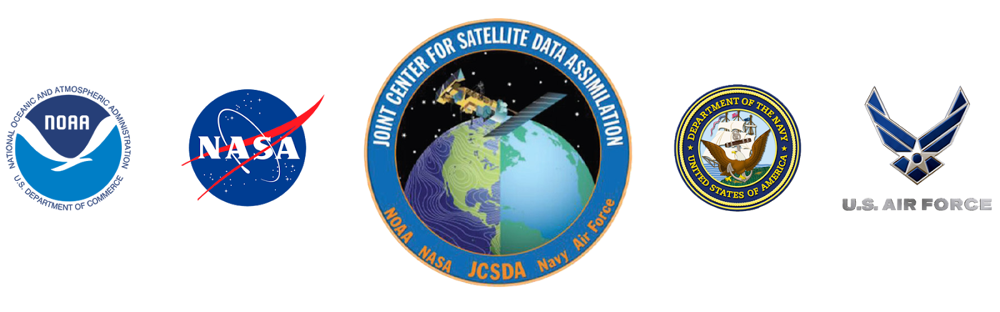 NATIONAL OCEANIC AND ATMOSPHERIC ADMINISTRATION
NOAA
U.S. DEPARTMENT OF COMMERCE
NASA
JOINT CENTER FOR SATELLITE DATA ASSIMILATION
NOAA NASA JCSDA Navy Air Force
DEPARTMENT OF THE NAVY
UNITED STATES OF AMERICA
U.S. AIR FORCE